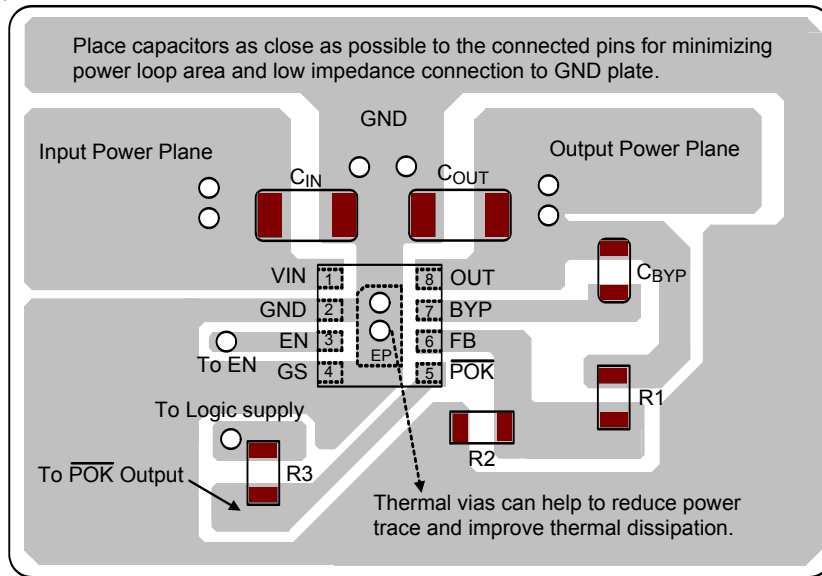 Place capacitors as close as possible to the connected pins for minimizing
power loop area and low impedance connection to GND plate.
GND
Input Power Plane
Output Power Plane
CIN
COUT
VIN
1
8
OUT
CBYP
GND
2
7
BYP
EN
3
6
FB
To EN
EP
GS
4
5
POK
R1
To Logic supply
R2
To POK Output
R3
Thermal vias can help to reduce power
trace and improve thermal dissipation.